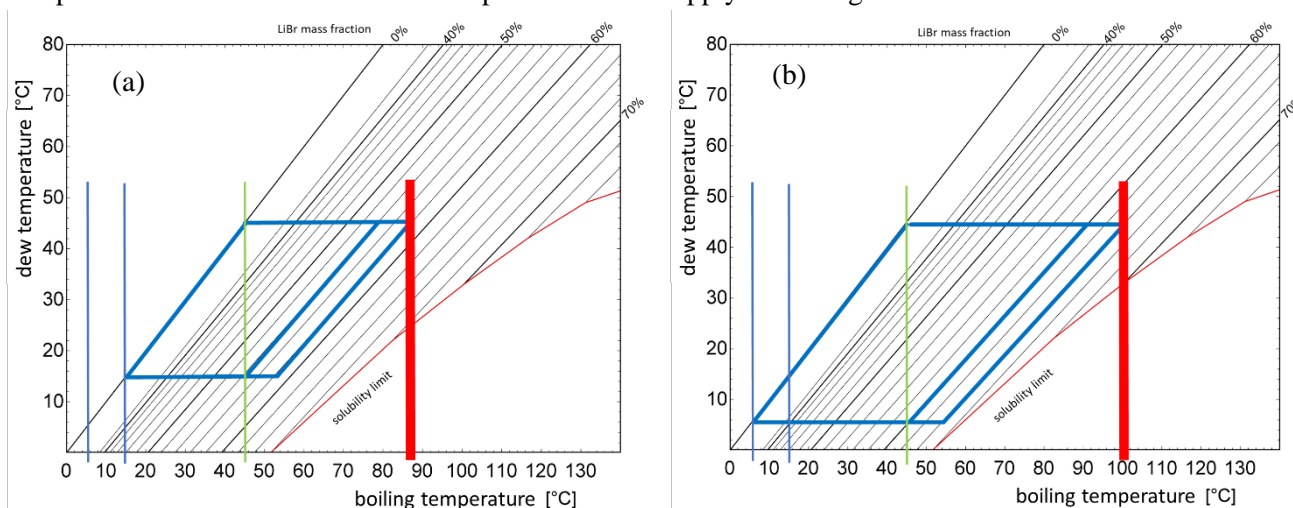 supply
LiBr mass fraction
0%
40%
50%
60%
70%
(a)
dew temperature [°C]
80
70
60
50
40
30
20
10
solubility limit
0 10 20 30 40 50 60 70 80 90 100 110 120 130
boiling temperature [°C]
LiBr mass fraction
0%
40%
50%
60%
70%
(b)
dew temperature [°C]
80
70
60
50
40
30
20
10
solubility limit
0 10 20 30 40 50 60 70 80 90 100 110 120 130
boiling temperature [°C]